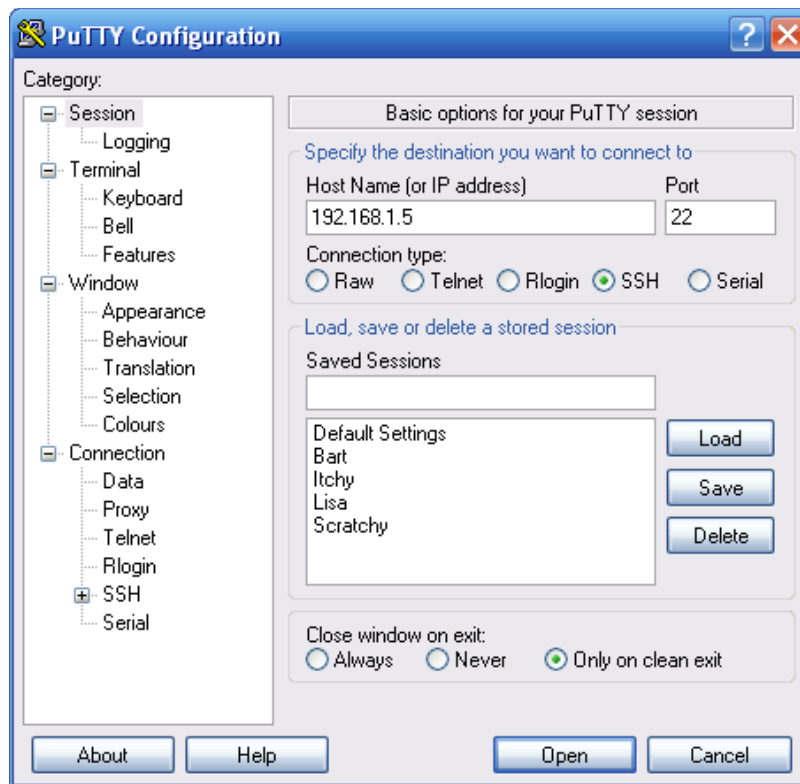 PuTTY Configuration
Category:
Session
Logging
Terminal
Keyboard
Bell
Features
Window
Appearance
Behaviour
Translation
Selection
Colours
Connection
Data
Proxy
Telnet
Rlogin
SSH
Serial
Basic options for your PuTTY session
Specify the destination you want to connect to
Host Name (or IP address) Port
192.168.1.5 22
Connection type:
Raw Telnet Rlogin SSH Serial
Load, save or delete a stored session
Saved Sessions
Default Settings
Bart
Itchy
Lisa
Scratchy
Load
Save
Delete
Close window on exit:
Always Never Only on clean exit
About Help Open Cancel